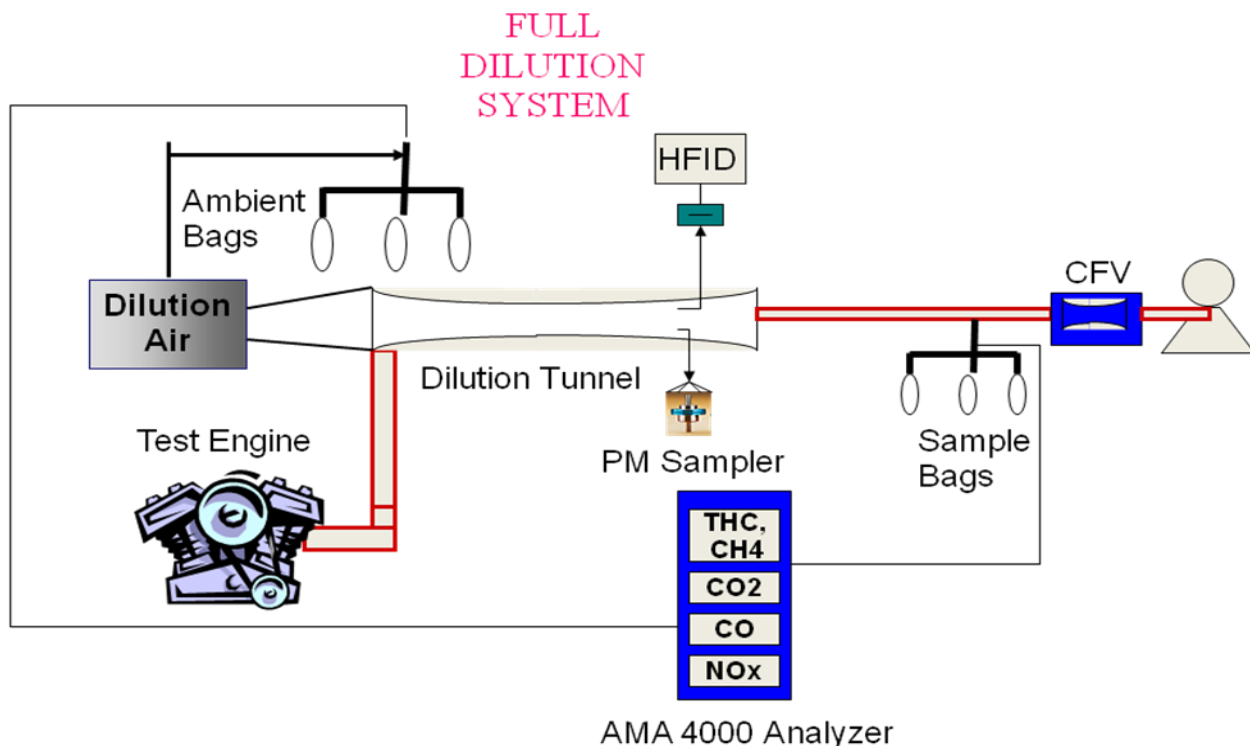 FULL
DILUTION
SYSTEM
HFID
Ambient
Bags
CFV
Dilution
Air
Dilution Tunnel
Test Engine
PM Sampler
Sample
Bags
THC,
CH4
CO2
CO
NOx
AMA 4000 Analyzer